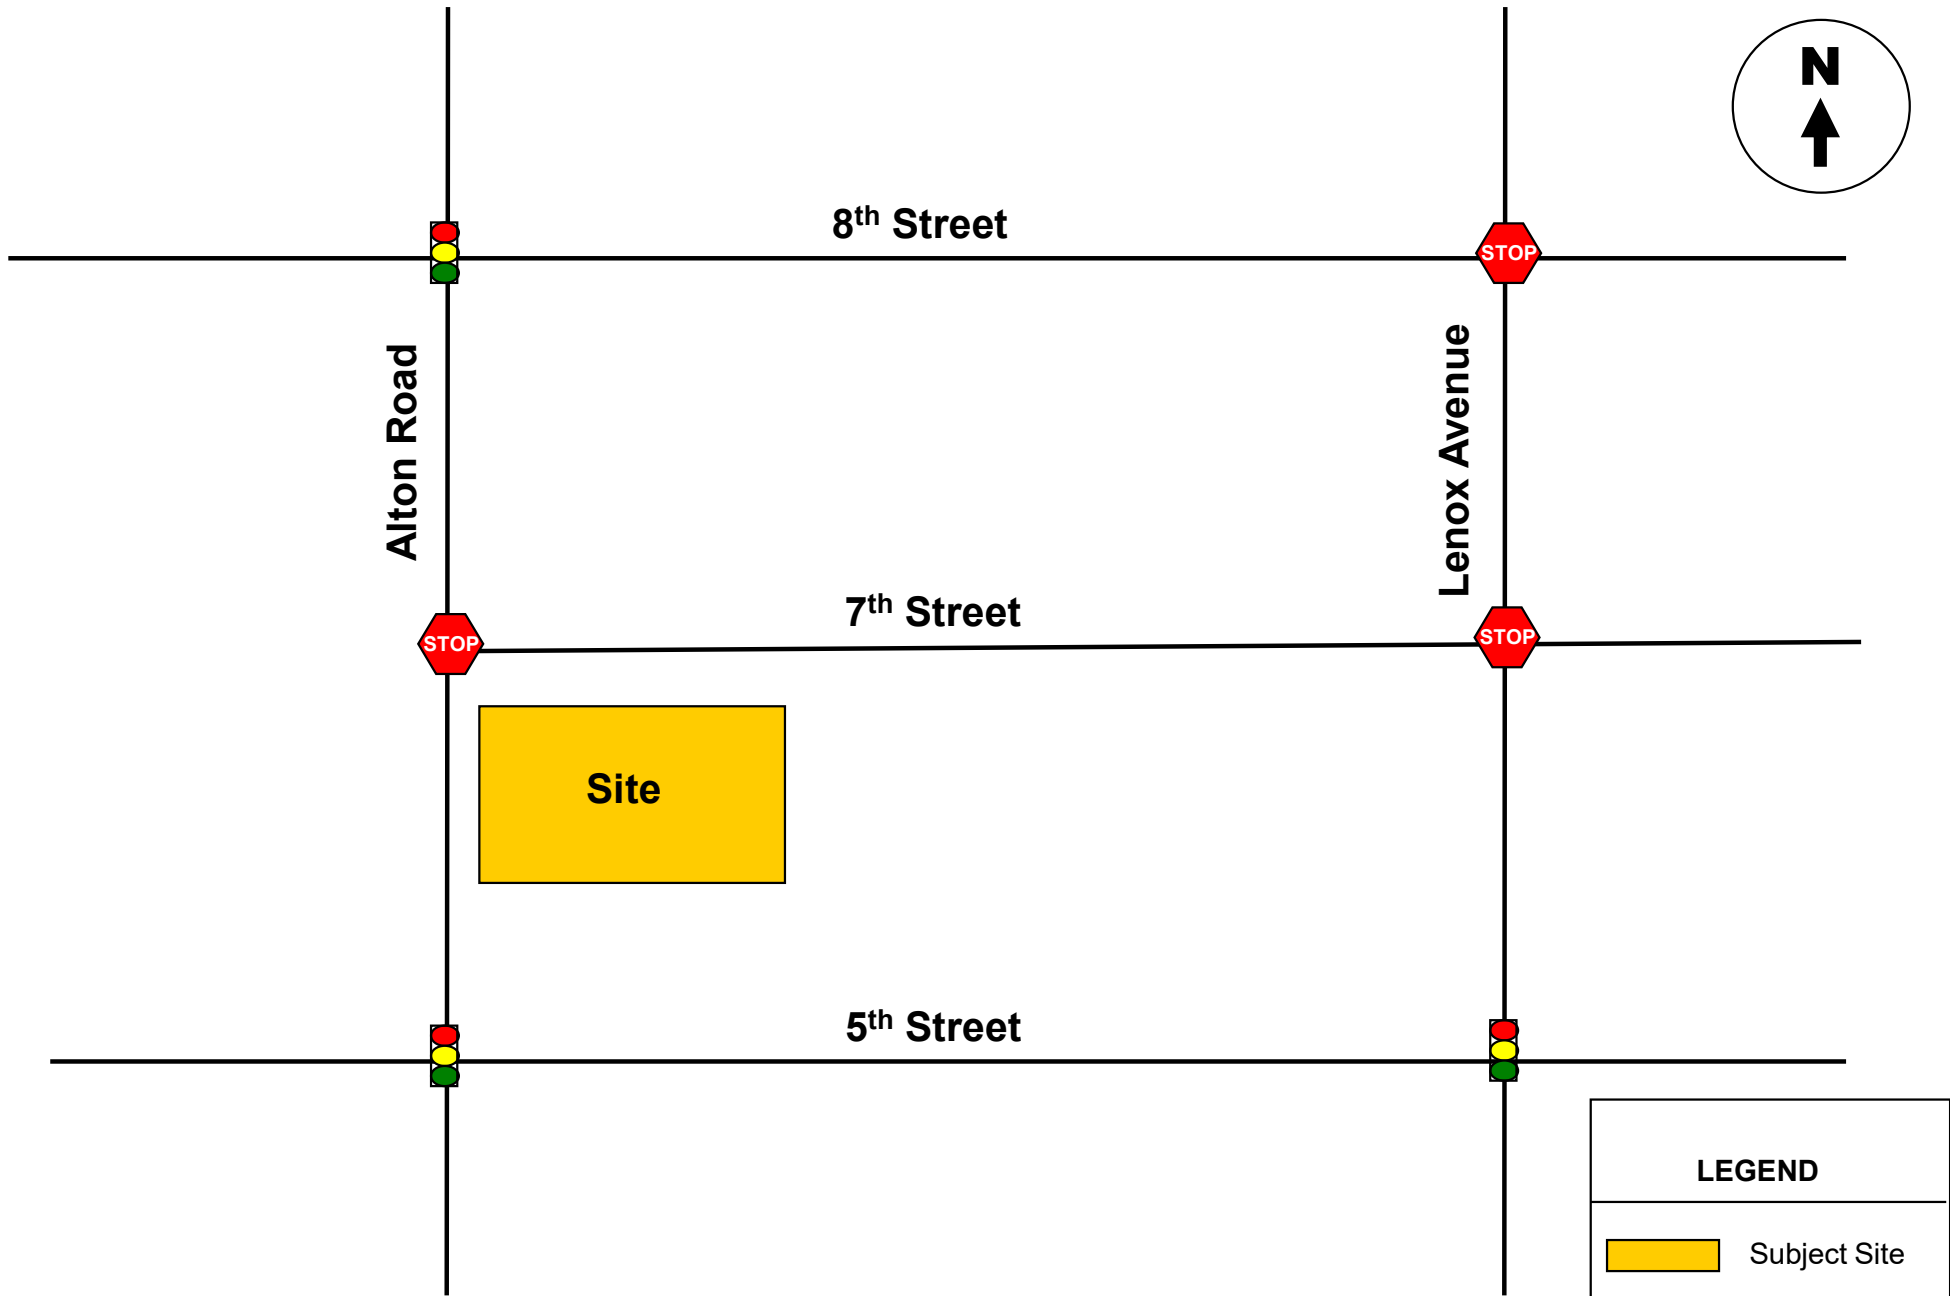 N
8th Street
STOP
STOP
Alton Road
Lenox Avenue
7th Street
STOP
Site
5th Street
LEGEND
Subject Site